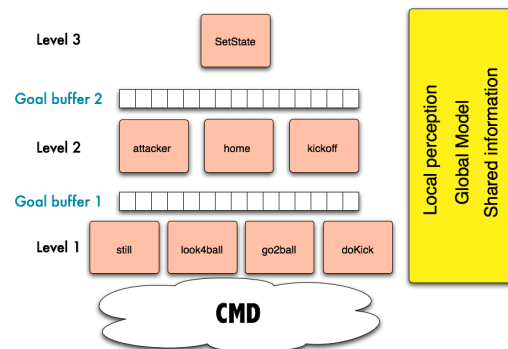 Level 3
SetState
Goal buffer 2
Level 2
attacker
home
kickoff
Goal buffer 1
Level 1
still
look4ball
go2ball
doKick
CMD
Local perception
Global Model
Shared information